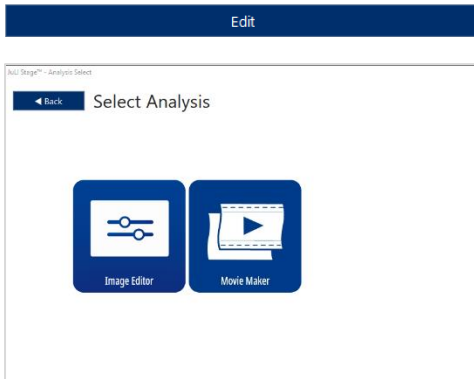 Edit
JuLI Stage™ - Analysis Select
Back
Select Analysis
Image Editor
Movie Maker